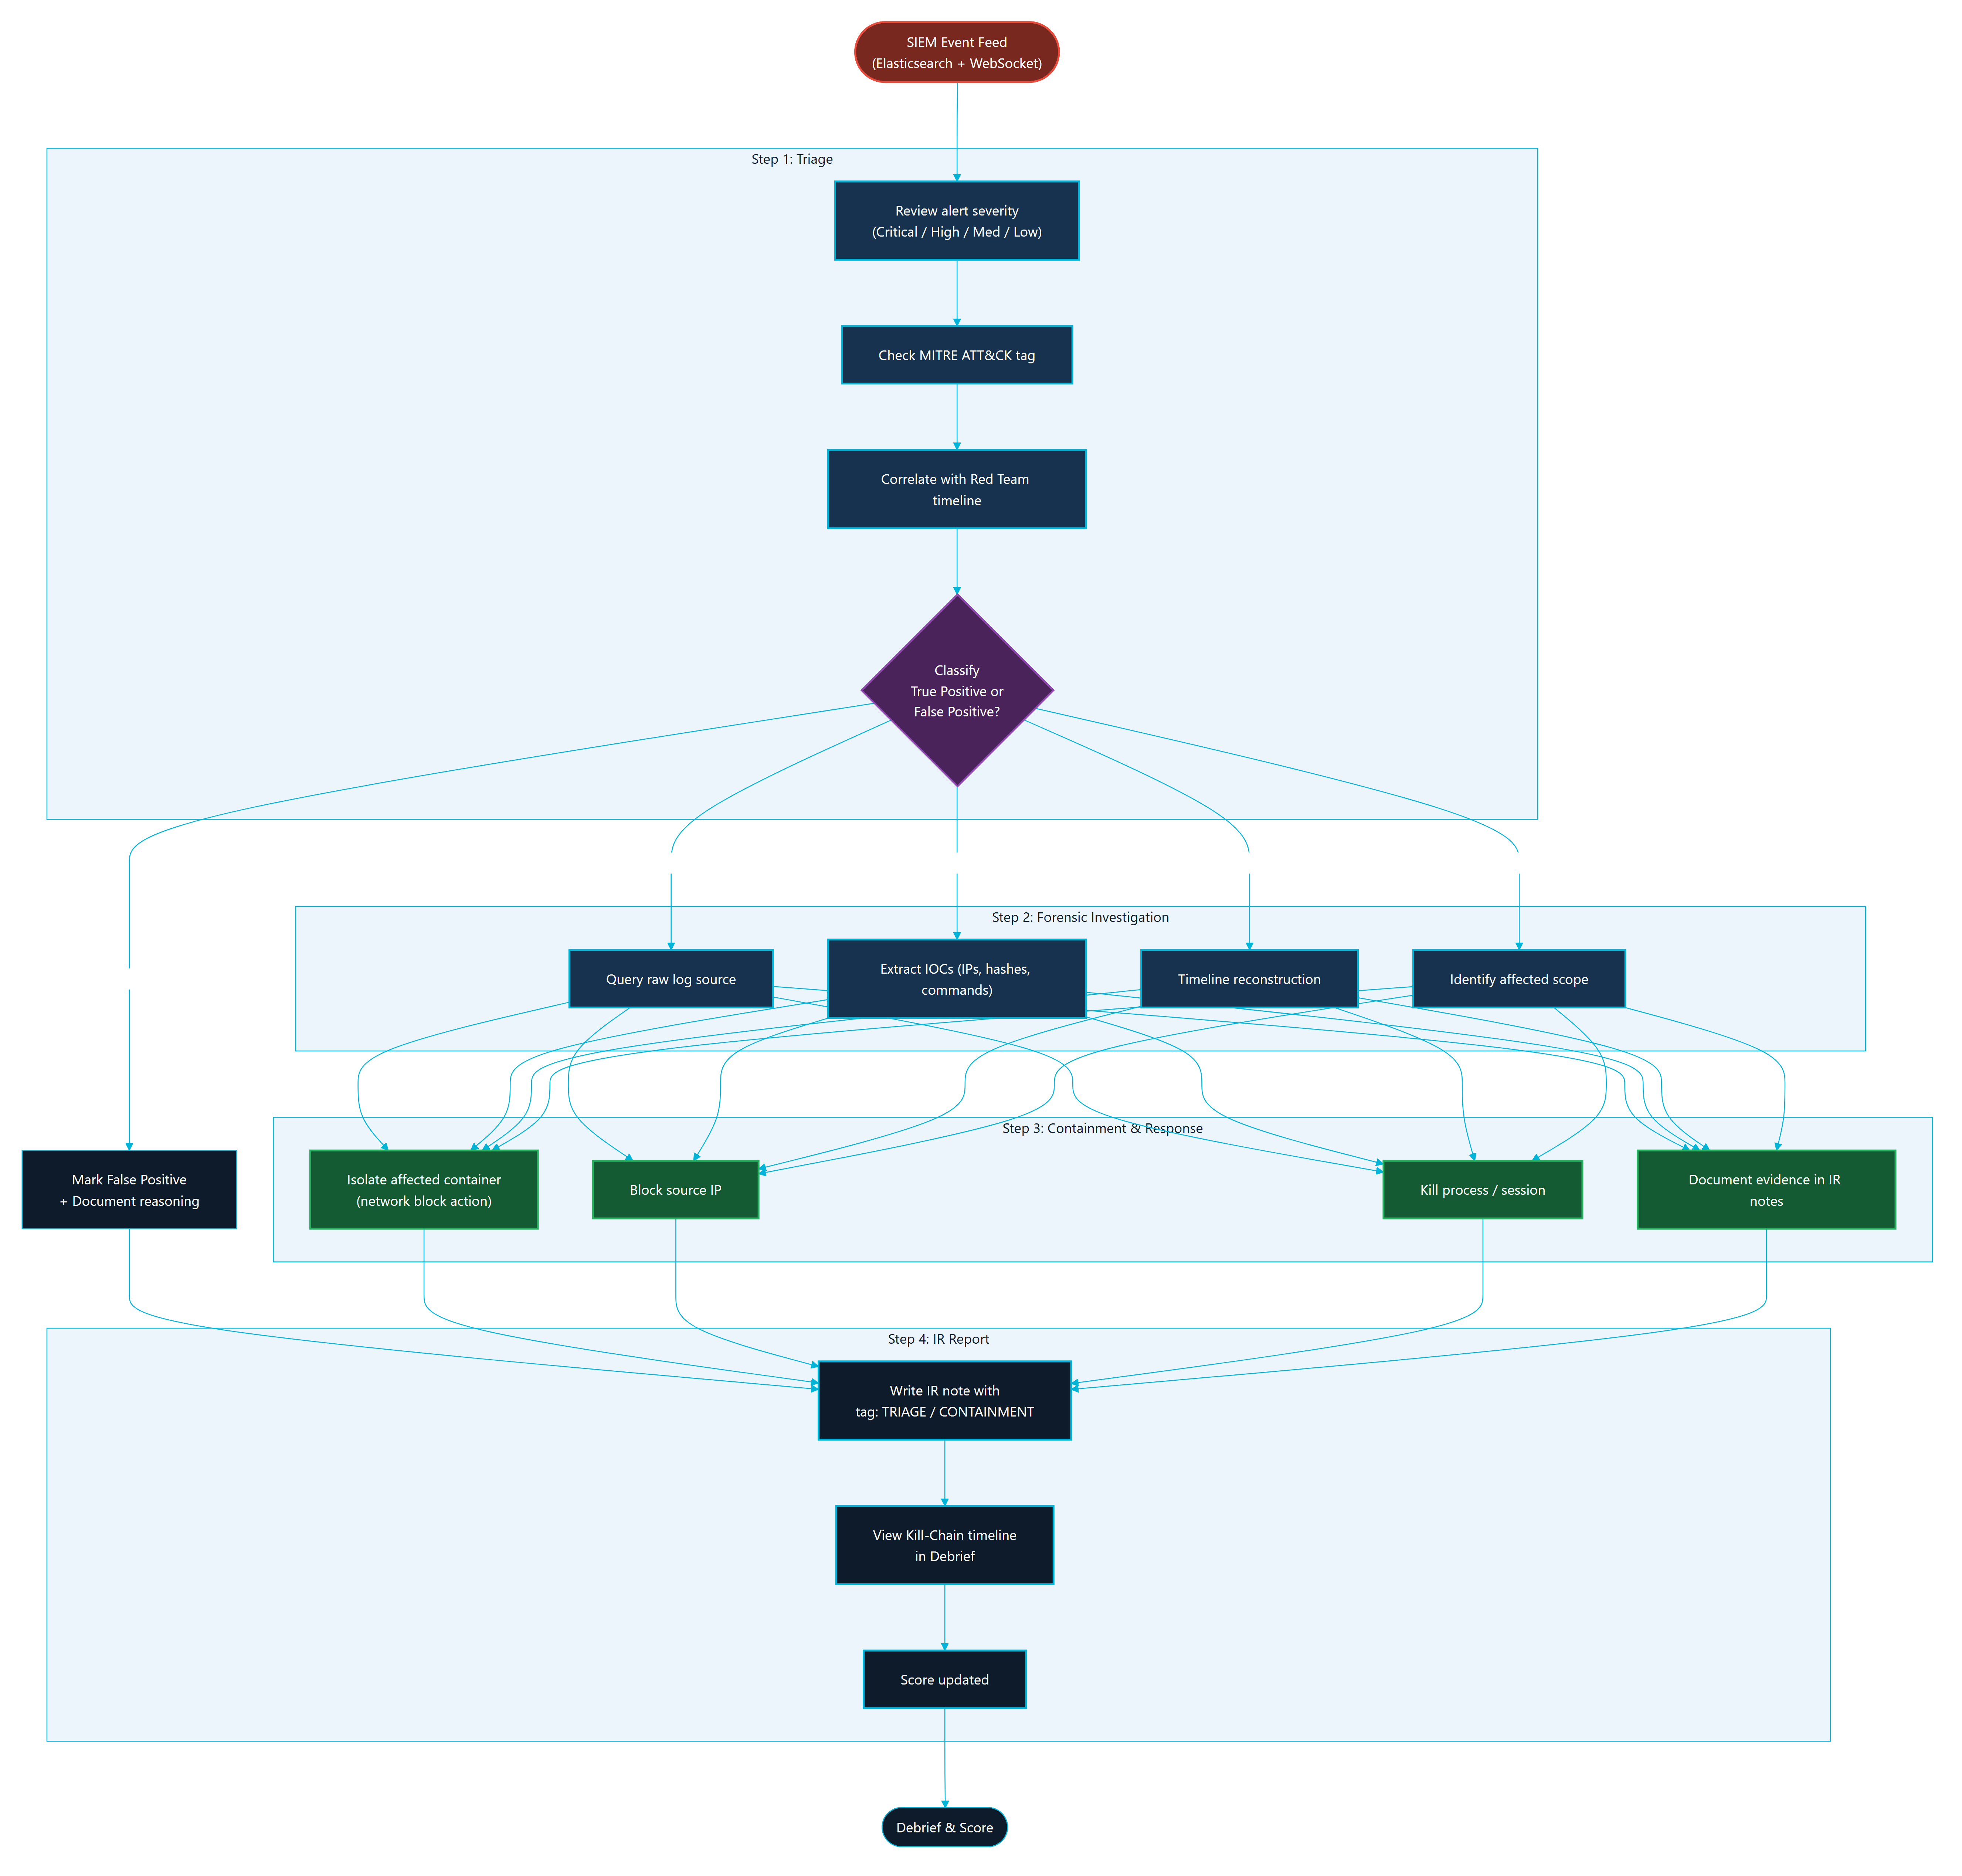 SIEM Event Feed
(Elasticsearch + WebSocket)
Step 1: Triage
Review alert severity
(Critical / High / Med / Low)
Check MITRE ATT&CK tag
Correlate with Red Team
timeline
Classify
True Positive or
False Positive?
Step 2: Forensic Investigation
Query raw log source
Extract IOCs (IPs, hashes,
commands)
Timeline reconstruction
Identify affected scope
Step 3: Containment & Response
Mark False Positive
+ Document reasoning
Isolate affected container
(network block action)
Block source IP
Kill process / session
Document evidence in IR
notes
Step 4: IR Report
Write IR note with
tag: TRIAGE / CONTAINMENT
View Kill-Chain timeline
in Debrief
Score updated
Debrief & Score